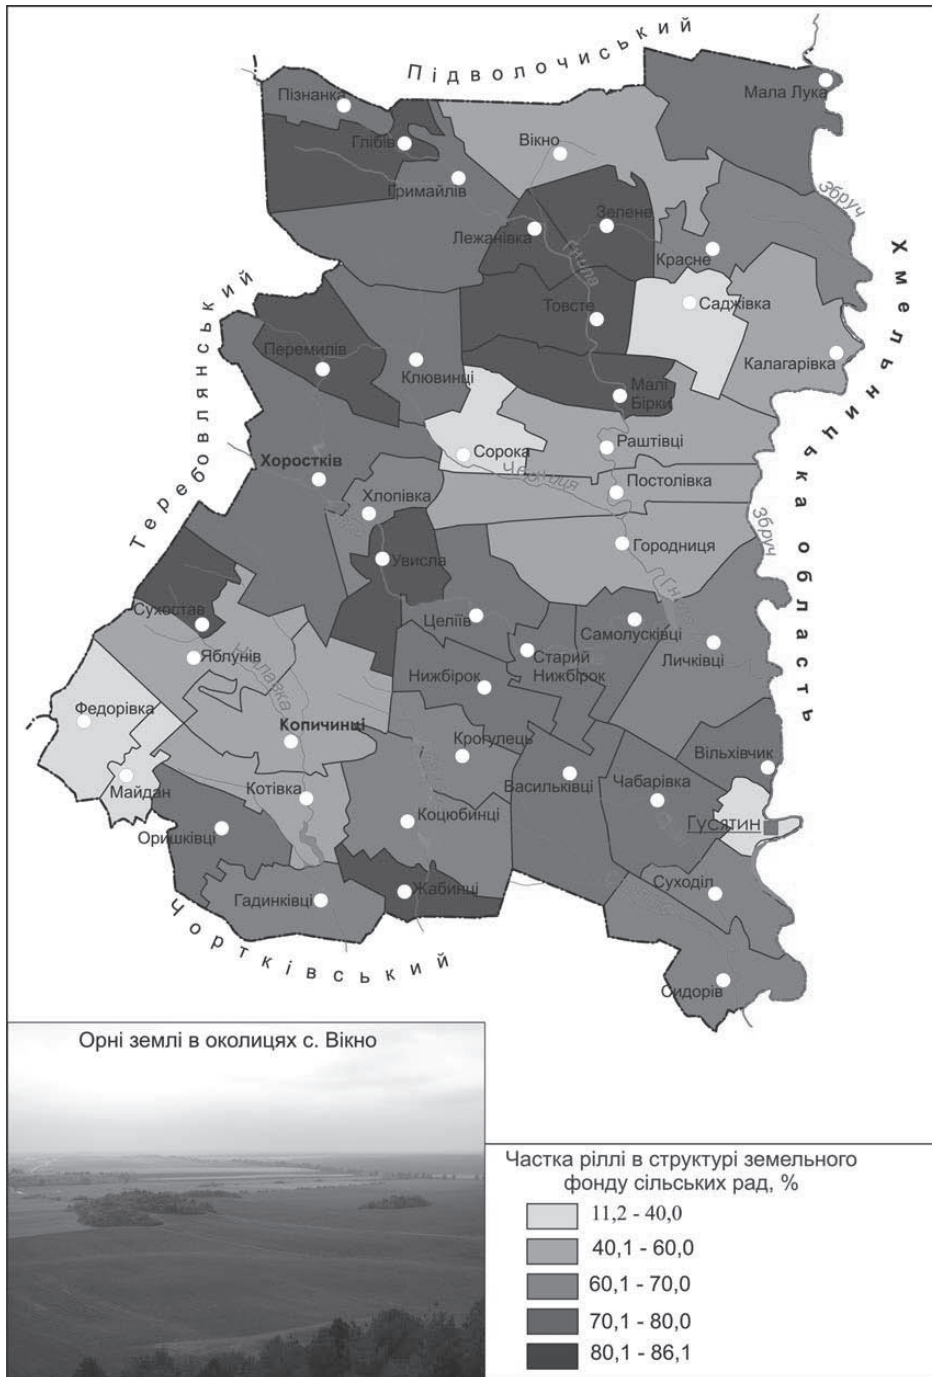 Підволочиський
Мала Лука
Пізнанка
Глібів
Вікно
Гримайлів
Збруч
Зелене
Лежанівка
Красне
Гнила
Хмельницька область
Саджівка
Товсте
Теребовлянський
Перемилів
Клювинці
Калагарівка
Малі
Бірки
Раштівці
Сорока
Хоростків
Постолівка
Хлопівка
Збруч
Городниця
Увисла
Сухостав
Целіїв
Самолусківці
Личківці
Яблунів
Старий
Нижбірок
Нижбірок
Федорівка
Копичинці
Крогулець
Вільхівчик
Майдан
Котівка
Васильківці
Чабарівка
Оришківці
Коцюбинці
Гусятин
Гадинківці
Жабинці
Суходіл
Сидорів
Чортківський
Орні землі в околицях с. Вікно
Частка ріллі в структурі земельного
фонду сільських рад, %
11,2 - 40,0
40,1 - 60,0
60,1 - 70,0
70,1 - 80,0
80,1 - 86,1